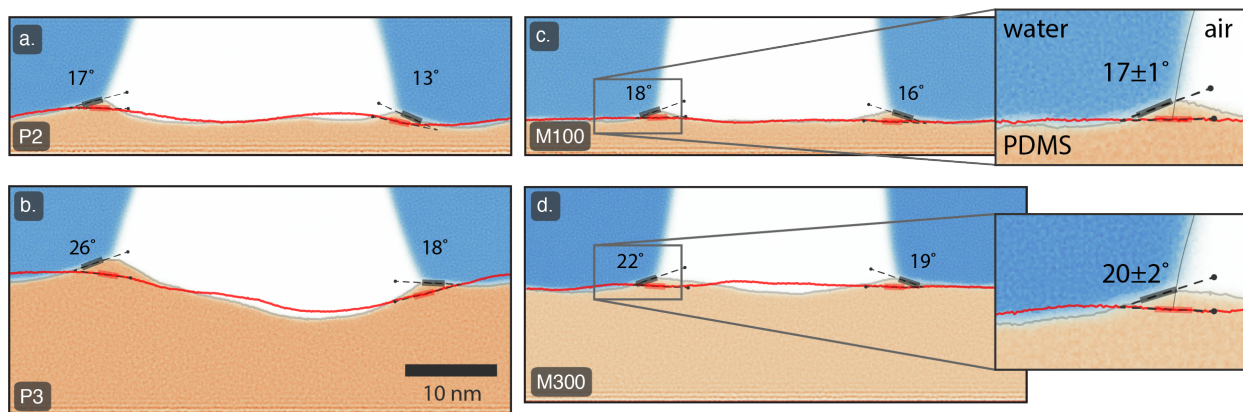 a.
17°
13°
P2
c.
18°
16°
M100
water
air
17±1°
PDMS
b.
26°
18°
10 nm
P3
d.
22°
19°
M300
20±2°